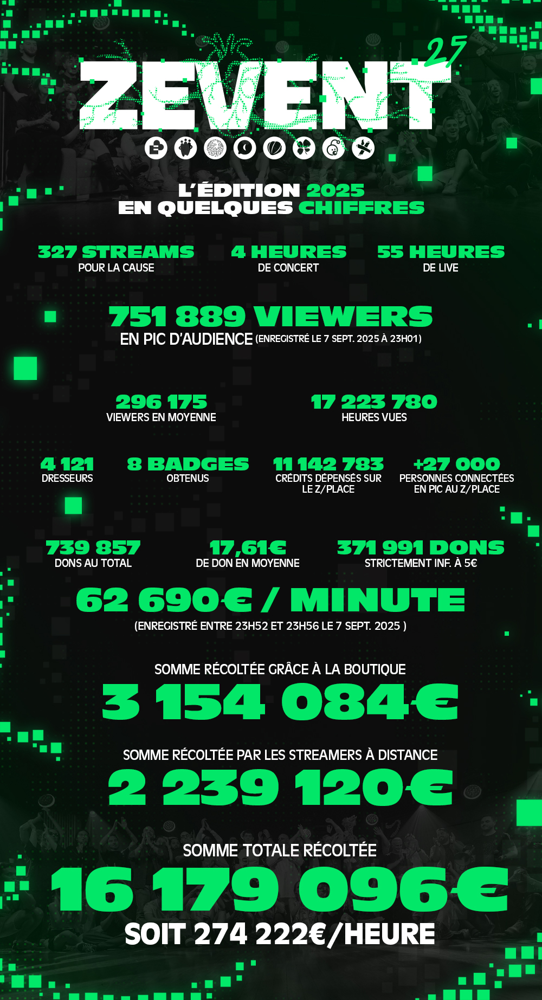 25
ZEVENT
L'ÉDITION 2025
EN QUELQUES CHIFFRES
327 STREAMS
POUR LA CAUSE
4 HEURES
DE CONCERT
55 HEURES
DE LIVE
751 889 VIEWERS
EN PIC D'AUDIENCE (ENREGISTRÉ LE 7 SEPT. 2025 À 23H01)
296 175
VIEWERS EN MOYENNE
17 223 780
HEURES VUES
4 121
DRESSEURS
8 BADGES
OBTENUS
11 142 783
CRÉDITS DÉPENSÉS SUR
LE Z/PLACE
+27 000
PERSONNES CONNECTÉES
EN PIC AU Z/PLACE
739 857
DONS AU TOTAL
17,61€
DE DON EN MOYENNE
371 991 DONS
STRICTEMENT INF. À 5€
62 690€ / MINUTE
(ENREGISTRÉ ENTRE 23H52 ET 23H56 LE 7 SEPT. 2025 )
SOMME RÉCOLTÉE GRÂCE À LA BOUTIQUE
3 154 084€
SOMME RÉCOLTÉE PAR LES STREAMERS À DISTANCE
2 239 120€
SOMME TOTALE RÉCOLTÉE
16 179 096€
SOIT 274 222€/HEURE